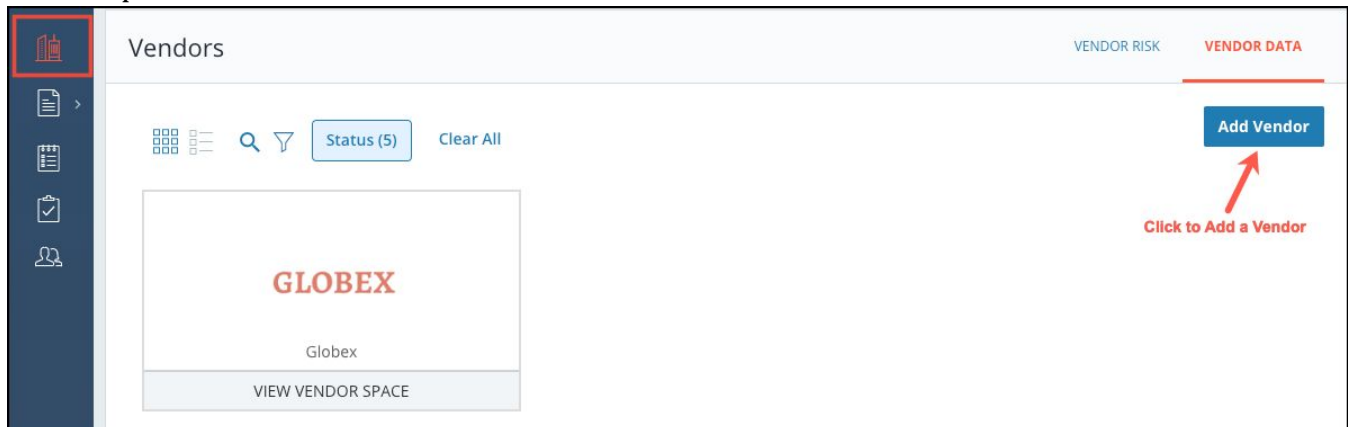 Vendors
VENDOR RISK
VENDOR DATA
Status (5)
Clear All
Add Vendor
Click to Add a Vendor
GLOBEX
Globex
VIEW VENDOR SPACE